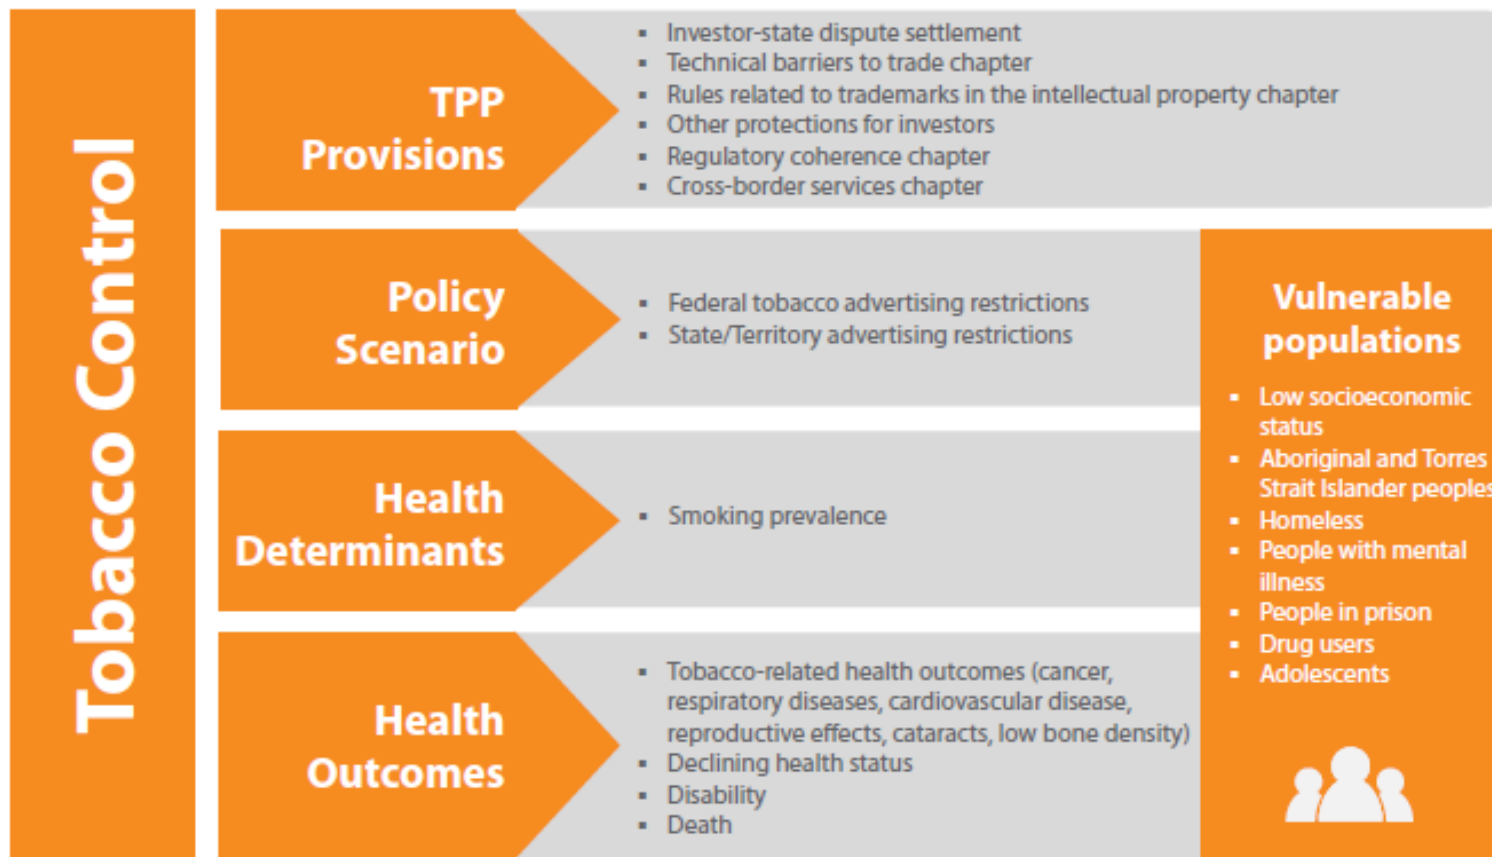 Tobacco Control
TPP
Provisions
▪ Investor-state dispute settlement
▪ Technical barriers to trade chapter
▪ Rules related to trademarks in the intellectual property chapter
▪ Other protections for investors
▪ Regulatory coherence chapter
▪ Cross-border services chapter
Policy
Scenario
▪ Federal tobacco advertising restrictions
▪ State/Territory advertising restrictions
Health
Determinants
▪ Smoking prevalence
Health
Outcomes
▪ Tobacco-related health outcomes (cancer,
respiratory diseases, cardiovascular disease,
reproductive effects, cataracts, low bone density)
▪ Declining health status
▪ Disability
▪ Death
Vulnerable
populations
▪ Low socioeconomic
status
▪ Aboriginal and Torres
Strait Islander peoples
▪ Homeless
▪ People with mental
illness
▪ People in prison
▪ Drug users
▪ Adolescents